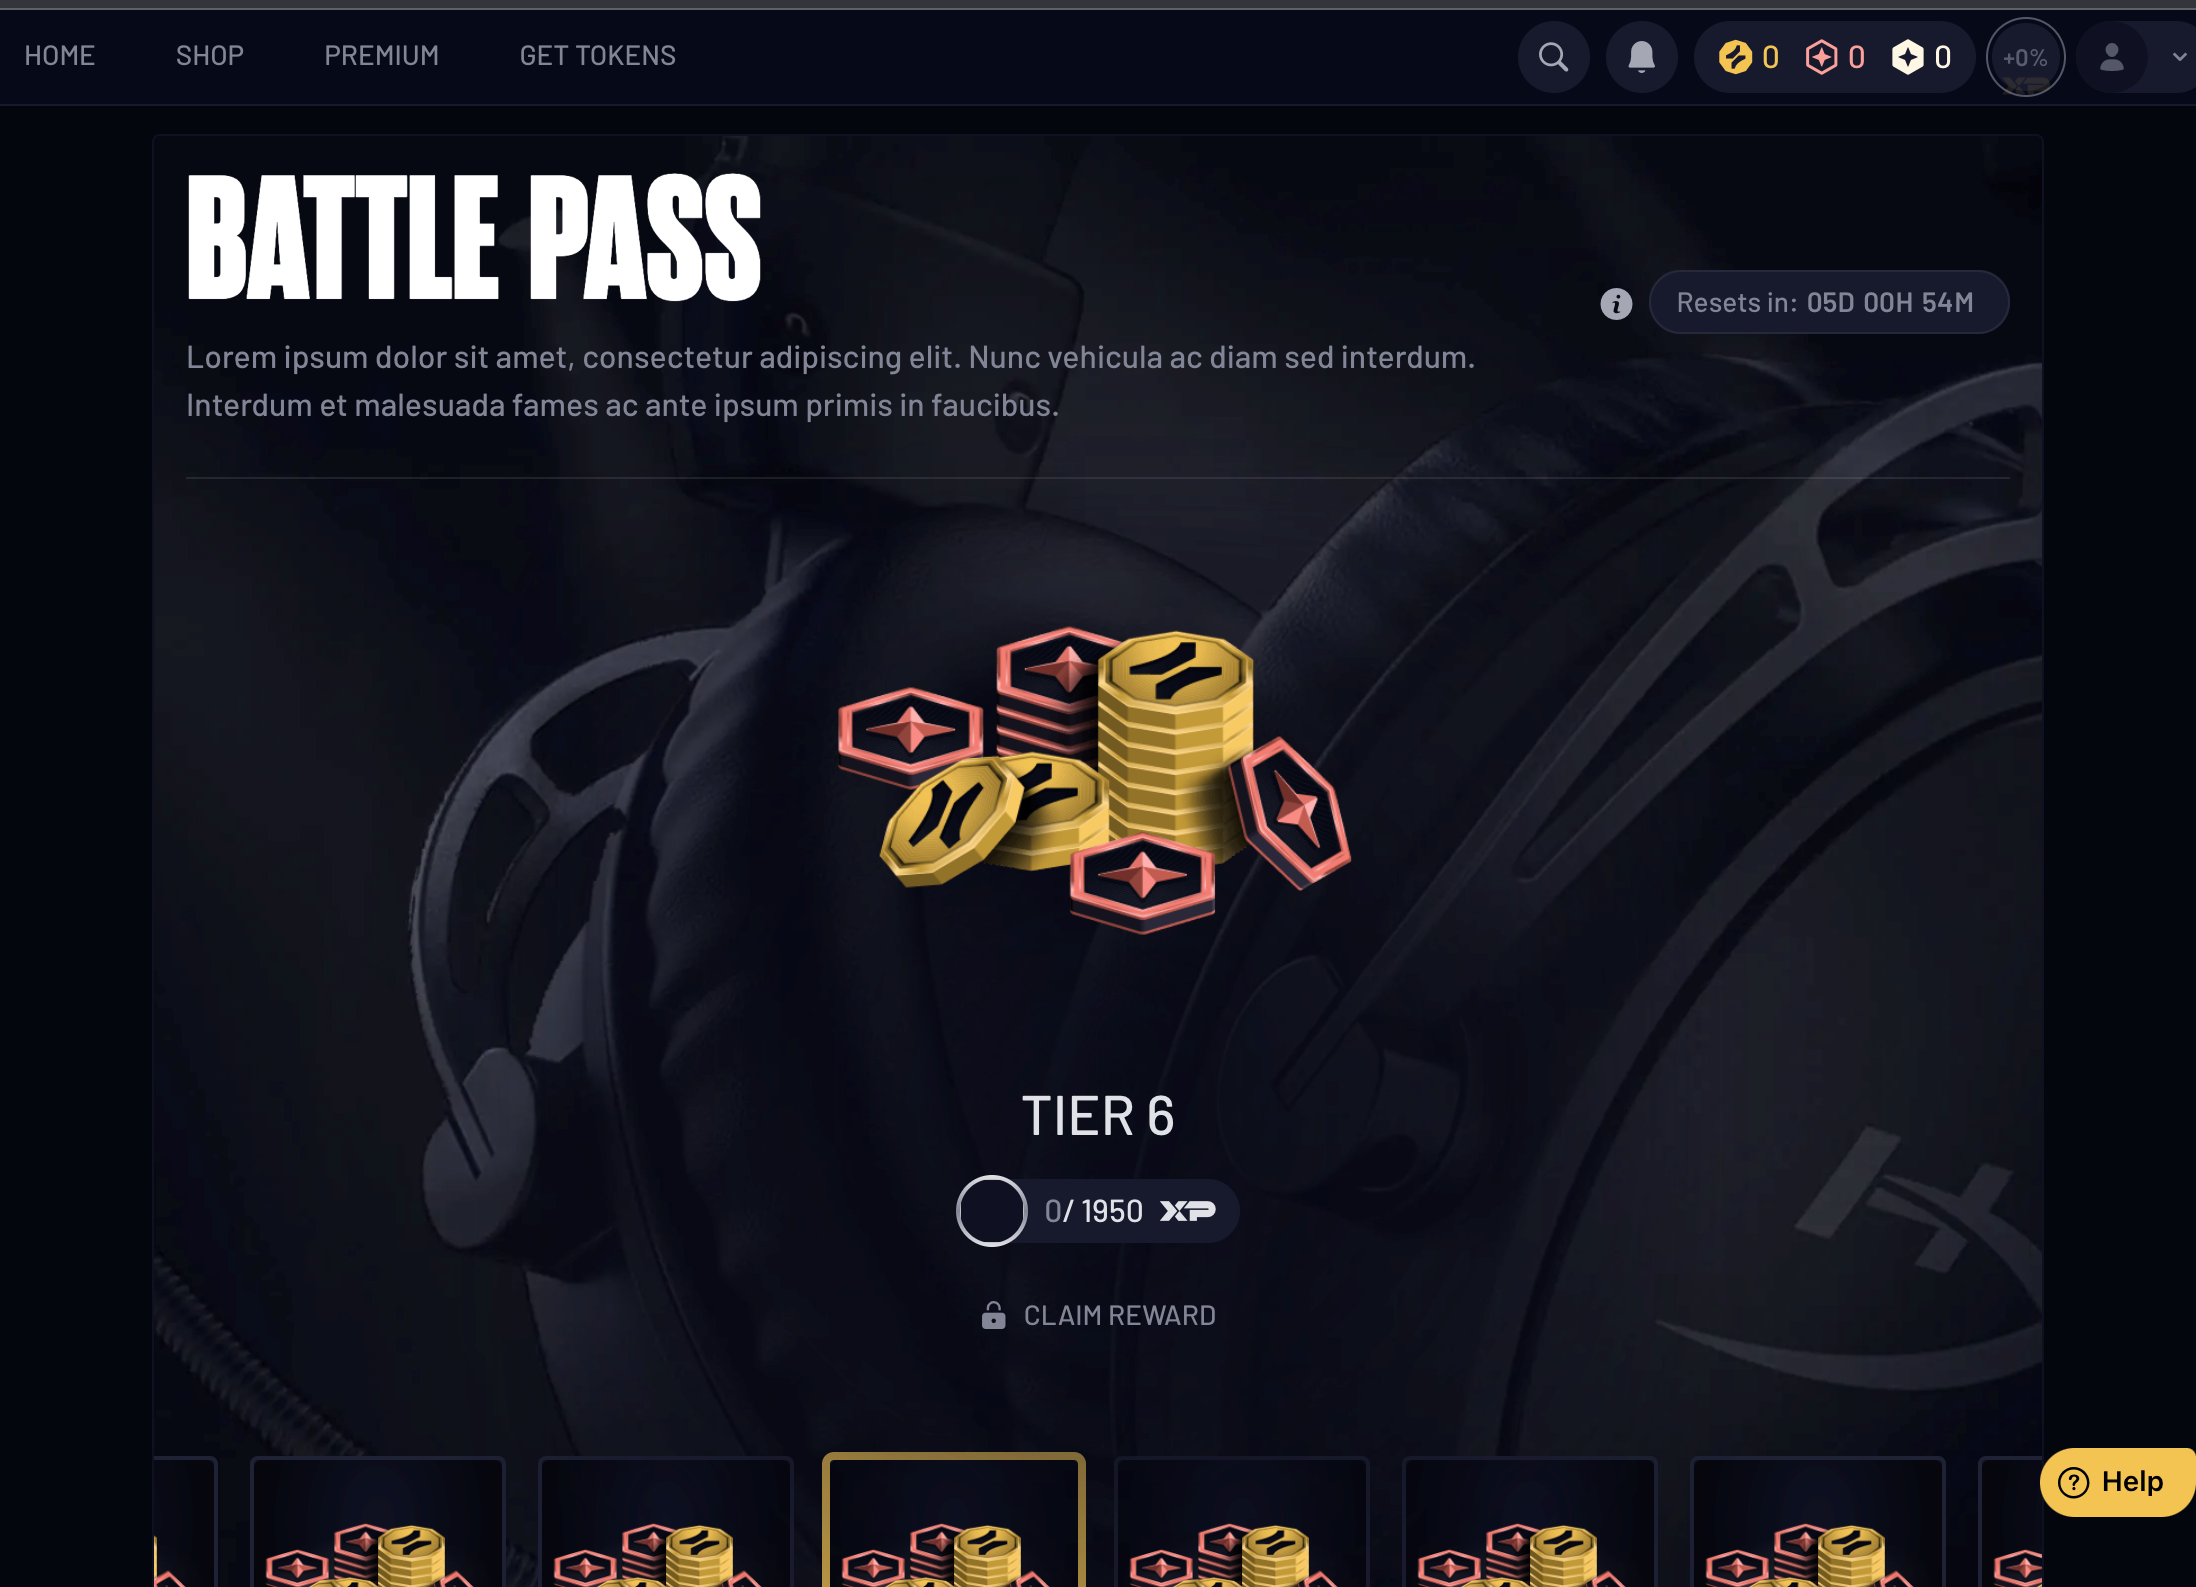 HOME SHOP PREMIUM GET TOKENS 0 0 0 +0% XP
BATTLE PASS
Resets in: 05D 00H 54M
Lorem ipsum dolor sit amet, consectetur adipiscing elit. Nunc vehicula ac diam sed interdum.
Interdum et malesuada fames ac ante ipsum primis in faucibus.
TIER 6
0/ 1950 XP
CLAIM REWARD
Help